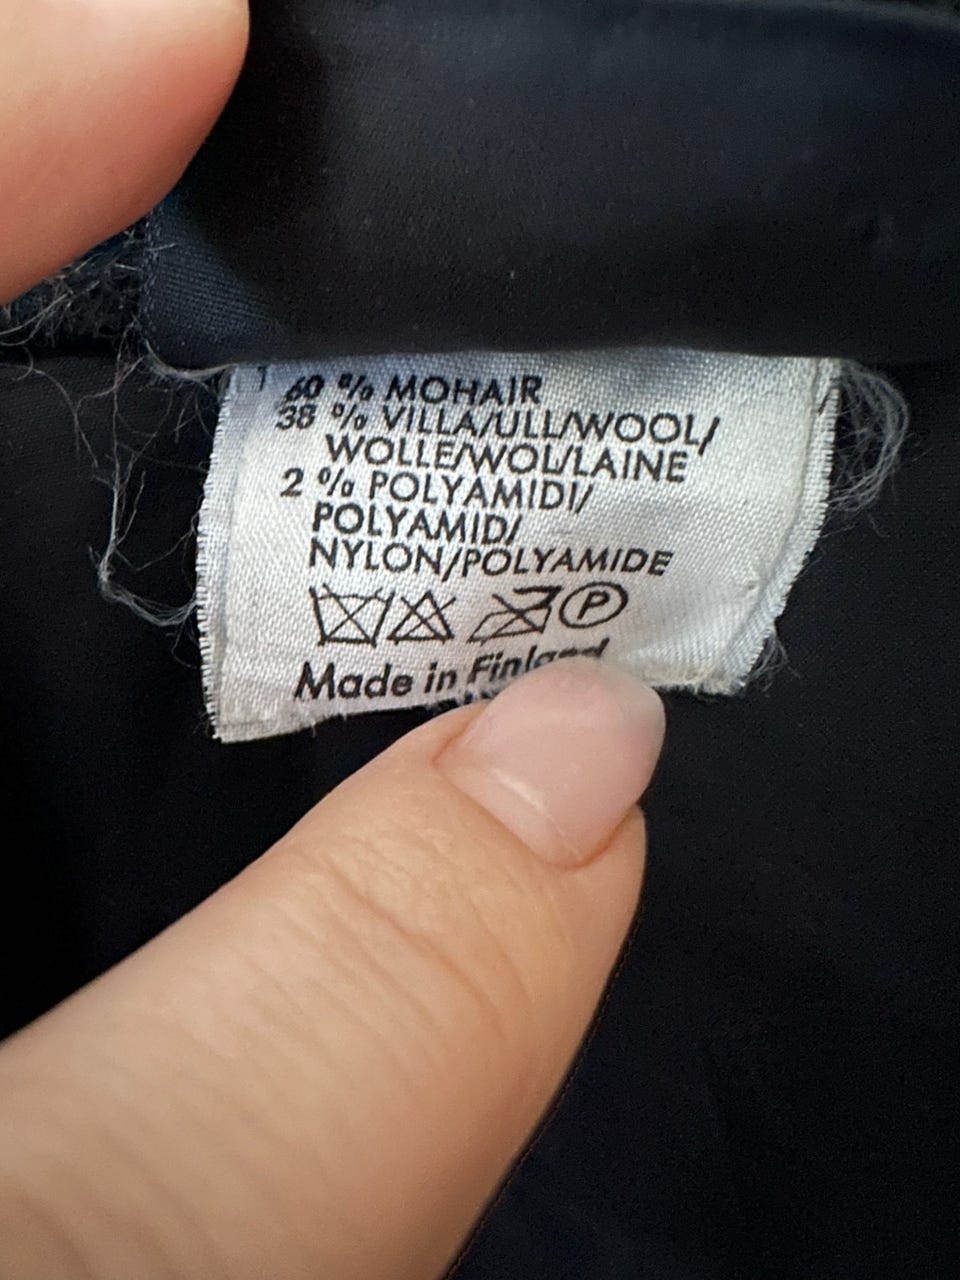 60 % MOHAIR
38 % VILLA/ULL/WOOL/
WOLLE/WOL/LAINE
2 % POLYAMIDI/
POLYAMID/
NYLON/POLYAMIDE
P
Made in Finland